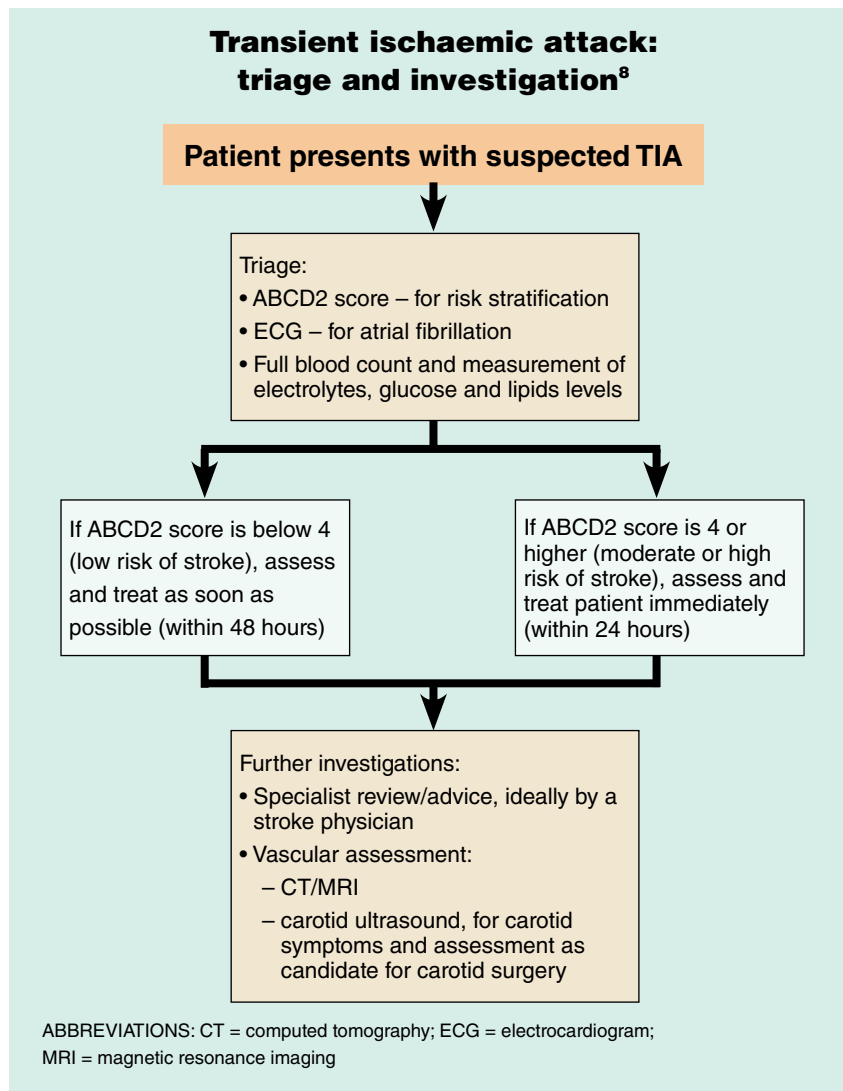 Transient ischaemic attack:
triage and investigation⁸
Patient presents with suspected TIA
Triage:
• ABCD2 score – for risk stratification
• ECG – for atrial fibrillation
• Full blood count and measurement of
electrolytes, glucose and lipids levels
If ABCD2 score is below 4
(low risk of stroke), assess
and treat as soon as
possible (within 48 hours)
If ABCD2 score is 4 or
higher (moderate or high
risk of stroke), assess and
treat patient immediately
(within 24 hours)
Further investigations:
• Specialist review/advice, ideally by a
stroke physician
• Vascular assessment:
– CT/MRI
– carotid ultrasound, for carotid
symptoms and assessment as
candidate for carotid surgery
ABBREVIATIONS: CT = computed tomography; ECG = electrocardiogram;
MRI = magnetic resonance imaging